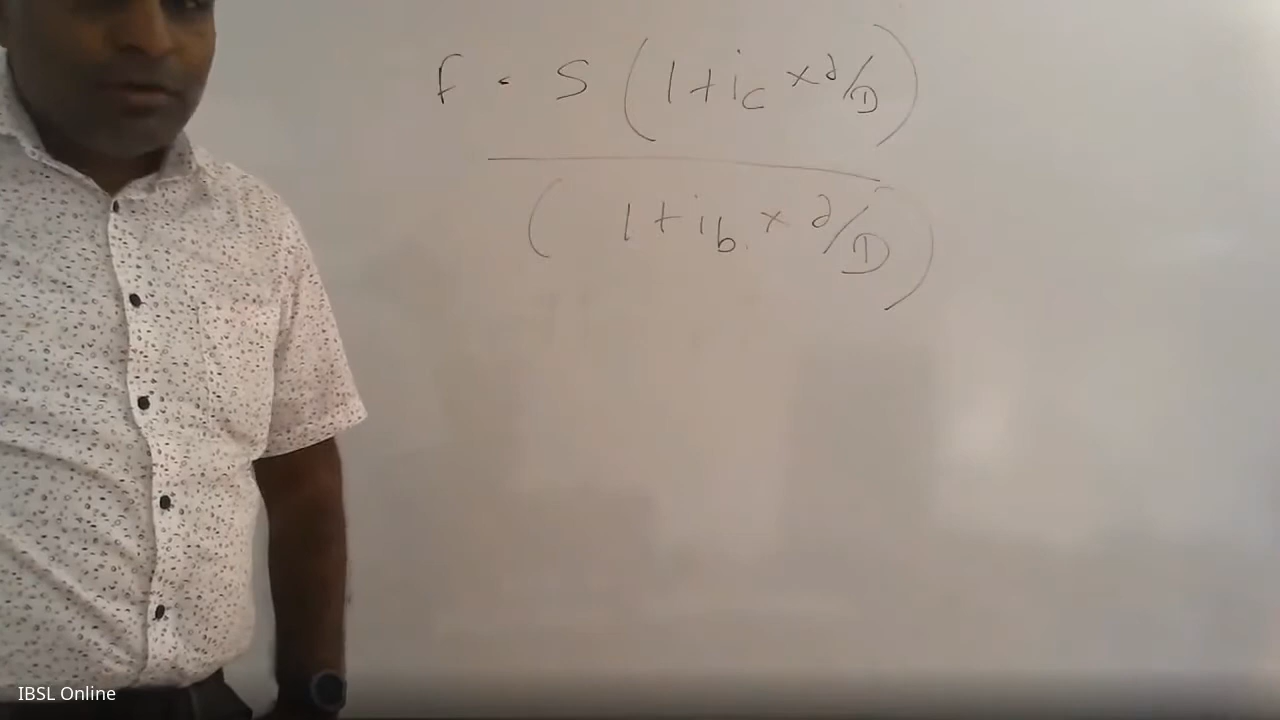 F = S (1 + ic × d/D)
(1 + ib × d/D)
IBSL Online